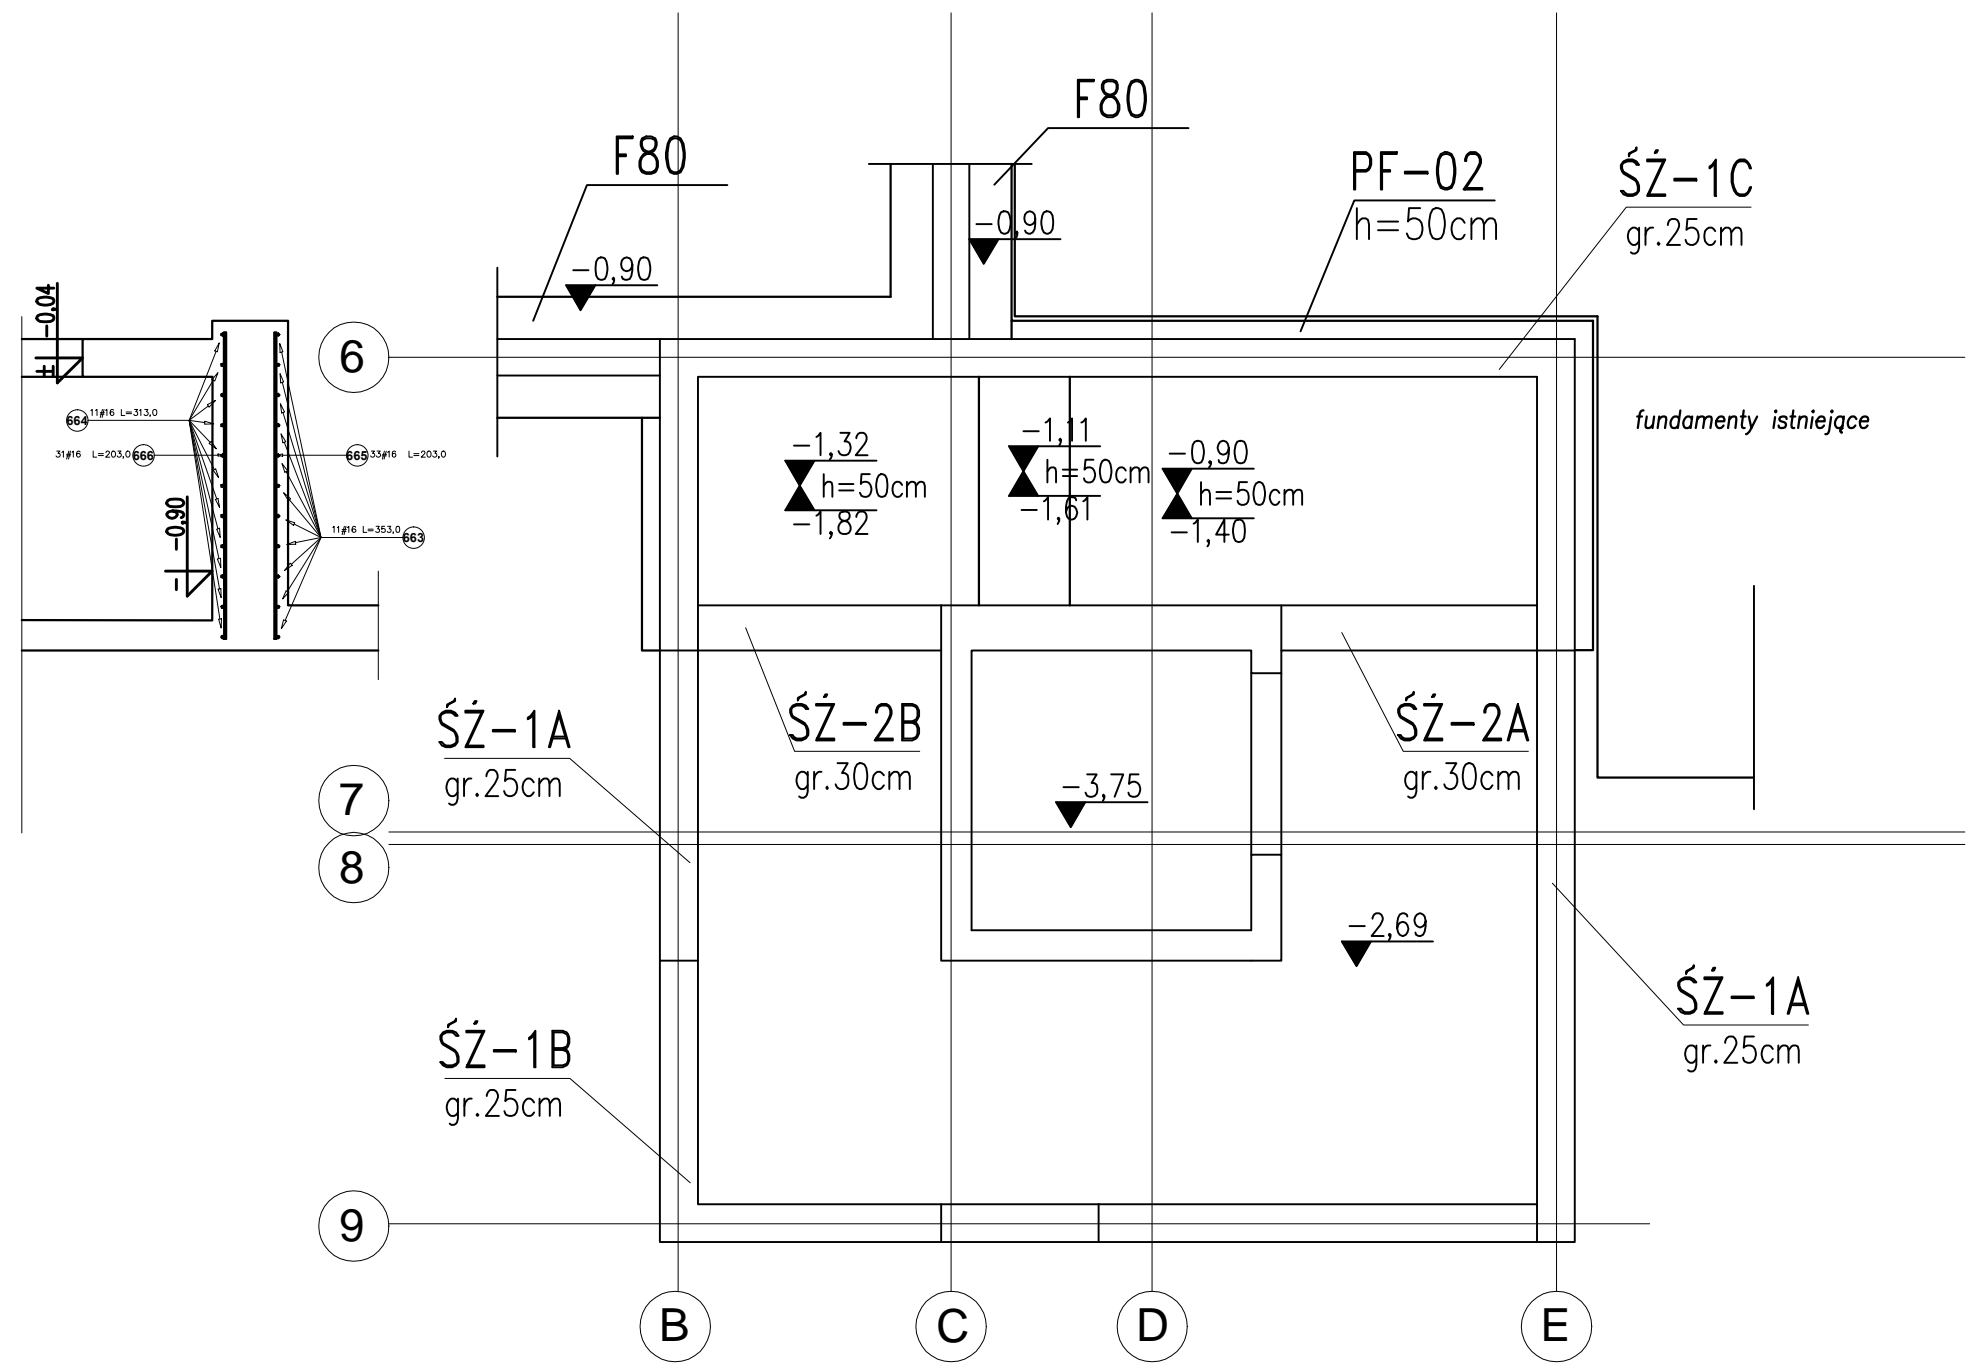 F80
F80
PF-02
h=50cm
ŚŻ-1C
gr.25cm
-0,90
-0,90
± -0,04
6
fundamenty istniejące
664
11#16 L=313,0
31#16 L=203,0
666
665
33#16 L=203,0
-0,90
11#16 L=353,0
663
-1,32
h=50cm
-1,82
-1,11
h=50cm
-1,61
-0,90
h=50cm
-1,40
ŚŻ-1A
gr.25cm
ŚŻ-2B
gr.30cm
ŚŻ-2A
gr.30cm
7
-3,75
8
-2,69
ŚŻ-1A
gr.25cm
ŚŻ-1B
gr.25cm
9
B
C
D
E